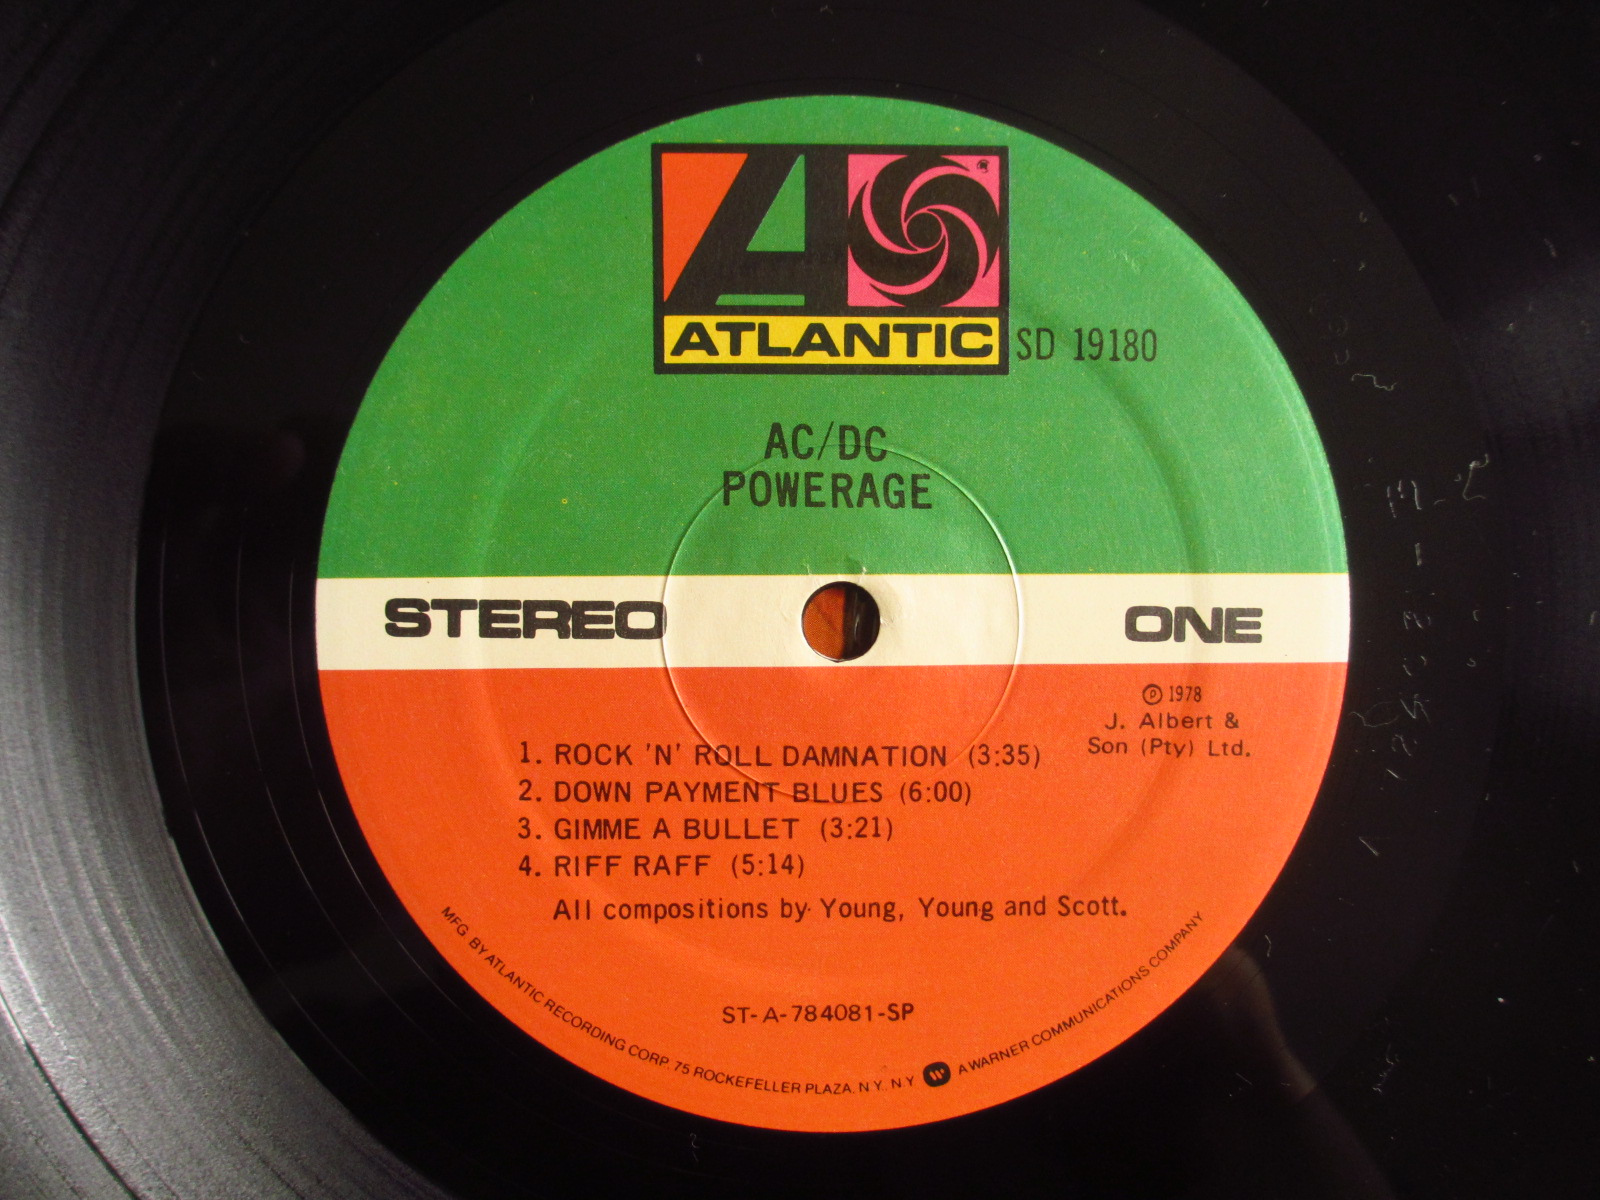 ATLANTIC
SD 19180
AC/DC
POWERAGE
STEREO
ONE
Ⓟ 1978
J. Albert &
Son (Pty) Ltd.
1. ROCK 'N' ROLL DAMNATION (3:35)
2. DOWN PAYMENT BLUES (6:00)
3. GIMME A BULLET (3:21)
4. RIFF RAFF (5:14)
All compositions by Young, Young and Scott.
ST-A-784081-SP
MFG. BY ATLANTIC RECORDING CORP. 75 ROCKEFELLER PLAZA, N.Y., N.Y. A WARNER COMMUNICATIONS COMPANY